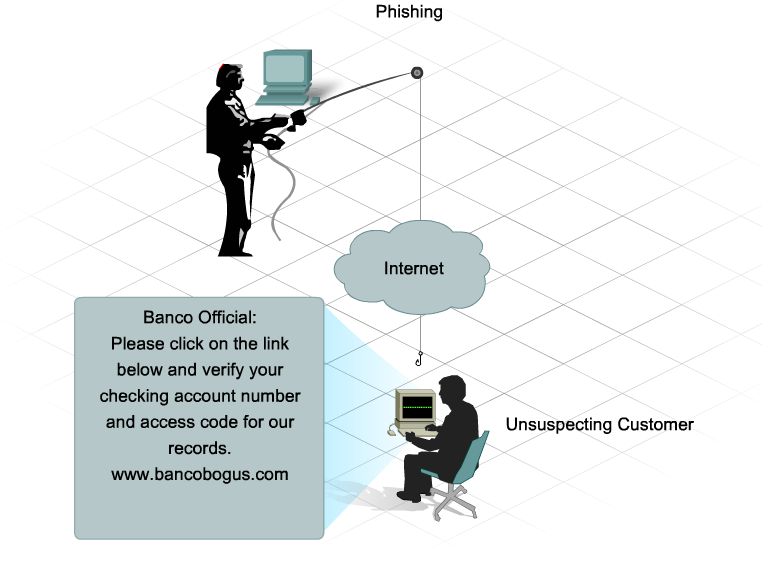 Phishing
Internet
Banco Official:
Please click on the link
below and verify your
checking account number
and access code for our
records.
www.bancobogus.com
Unsuspecting Customer